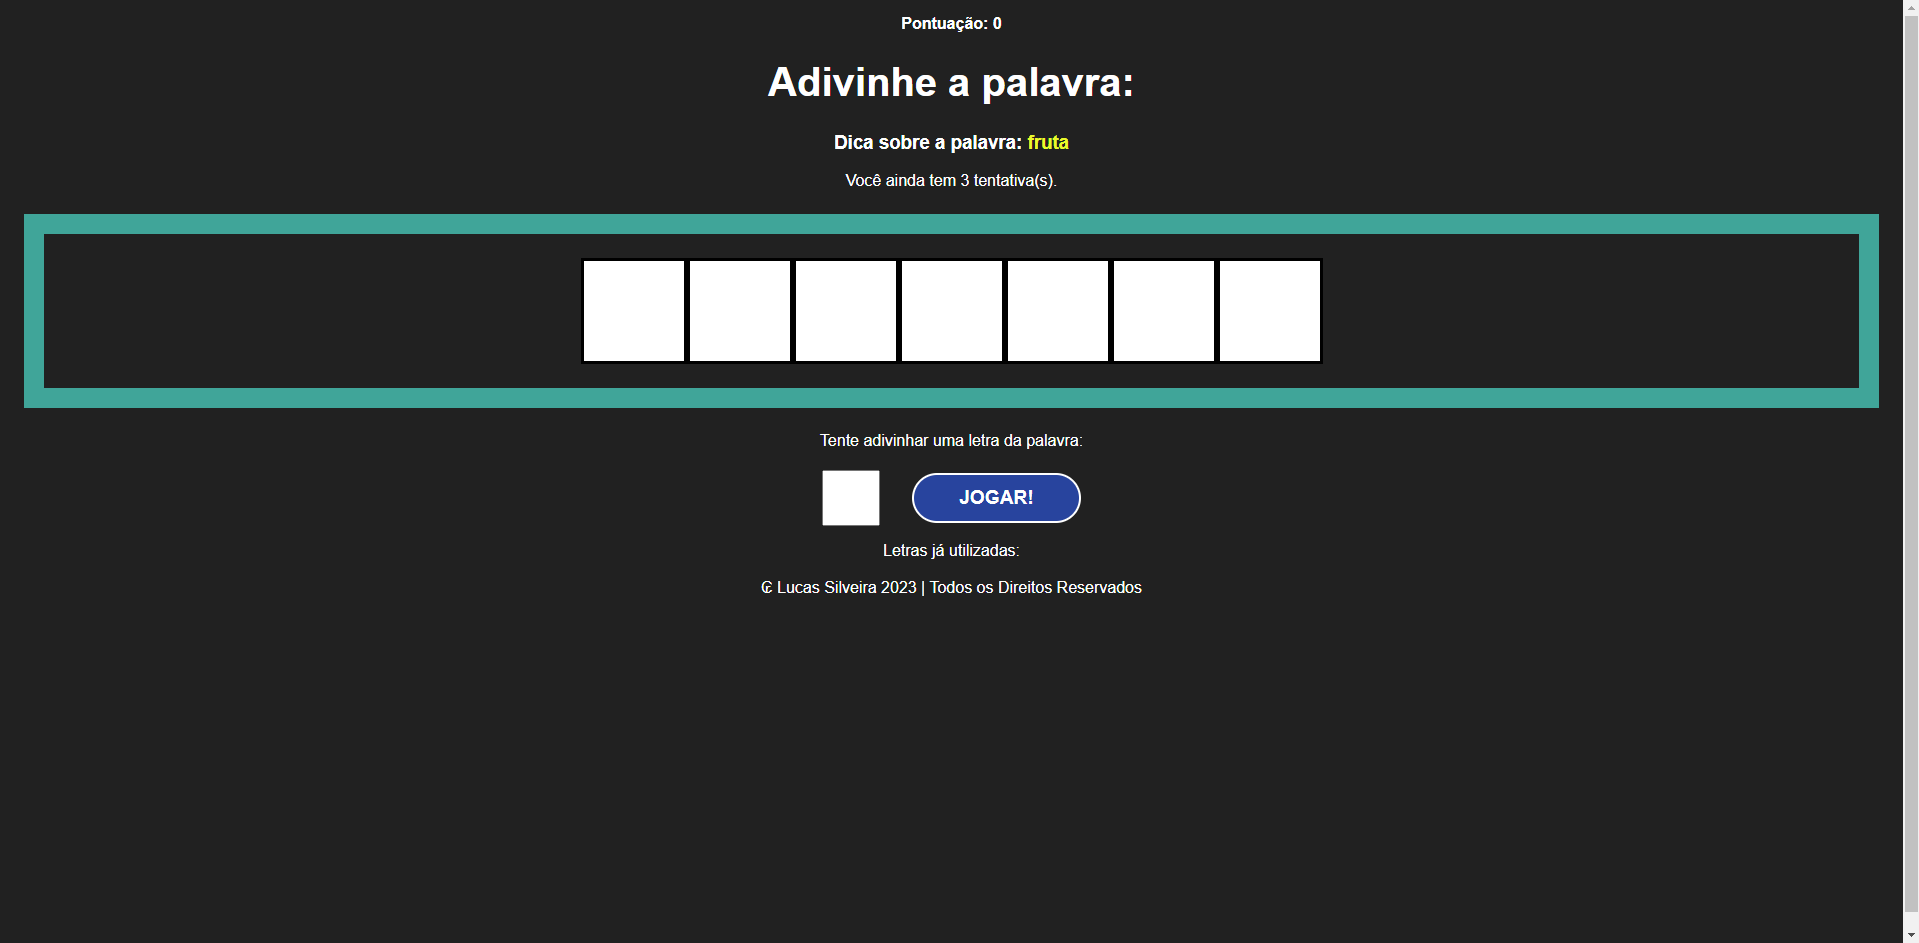 Pontuação: 0
Adivinhe a palavra:
Dica sobre a palavra: fruta
Você ainda tem 3 tentativa(s).
Tente adivinhar uma letra da palavra:
JOGAR!
Letras já utilizadas:
₢ Lucas Silveira 2023 | Todos os Direitos Reservados